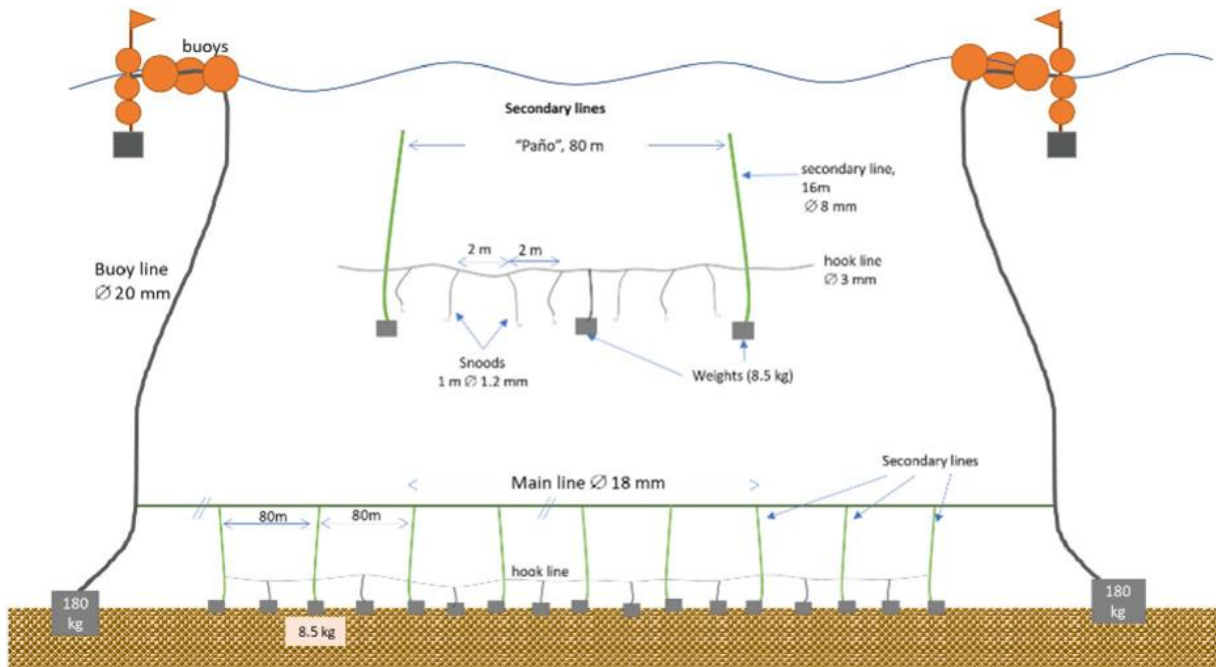 buoys
Secondary lines
“Paño”, 80 m
secondary line,
16m
∅ 8 mm
2 m
2 m
hook line
∅ 3 mm
Buoy line
∅ 20 mm
Snoods
1 m ∅ 1.2 mm
Weights (8.5 kg)
Main line ∅ 18 mm
Secondary lines
80m
80m
hook line
180
kg
8.5 kg
180
kg